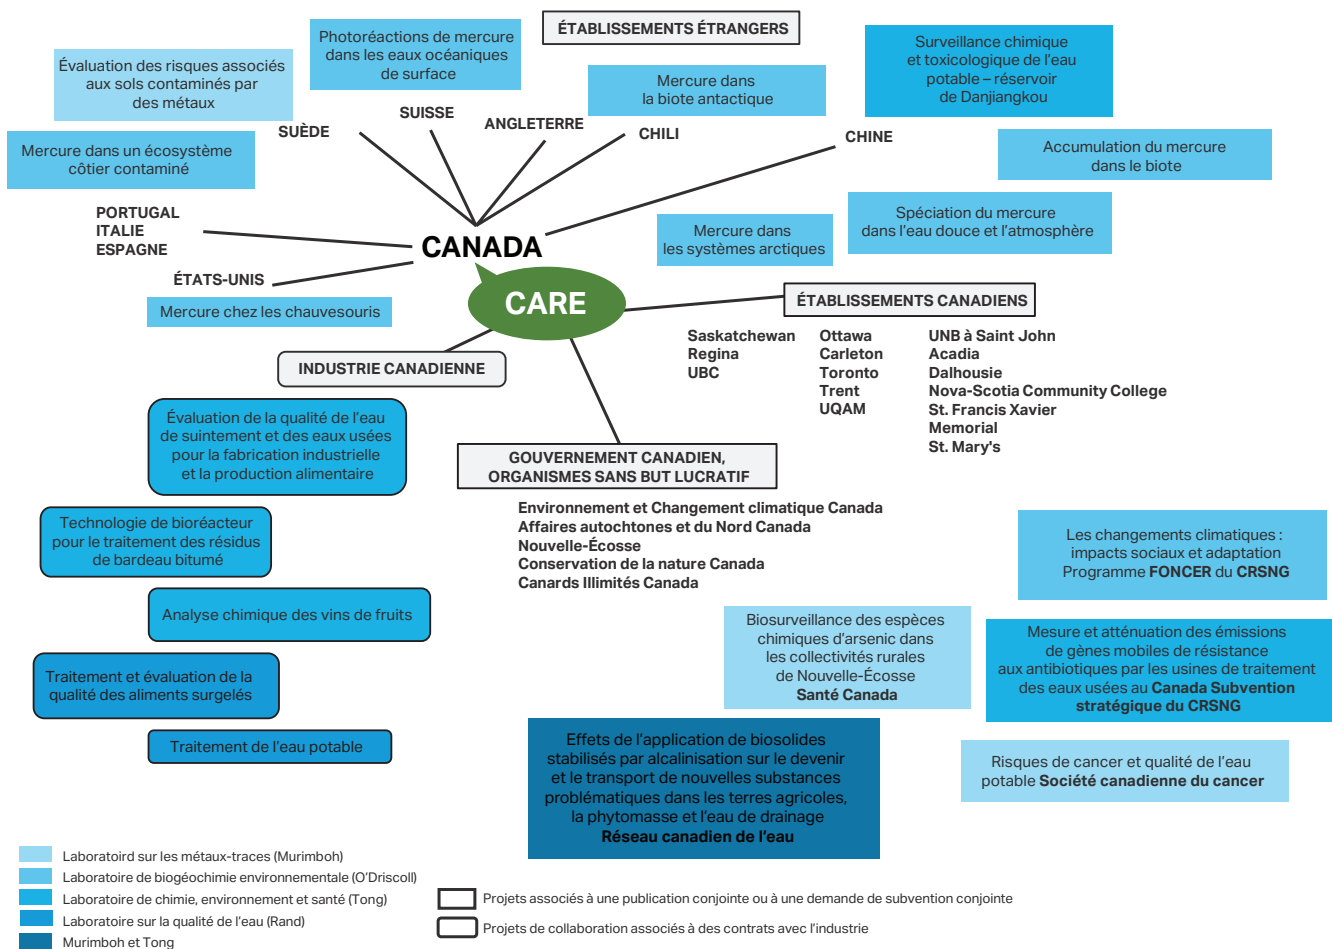 ÉTABLISSEMENTS ÉTRANGERS
Photoréactions de mercure
dans les eaux océaniques
de surface
Évaluation des risques associés
aux sols contaminés par
des métaux
Mercure dans
la biote antactique
Surveillance chimique
et toxicologique de l'eau
potable – réservoir
de Danjiangkou
SUÈDE
SUISSE
ANGLETERRE
CHILI
CHINE
Mercure dans un écosystème
côtier contaminé
Accumulation du mercure
dans le biote
PORTUGAL
ITALIE
ESPAGNE
Mercure dans
les systèmes arctiques
Spéciation du mercure
dans l'eau douce et l'atmosphère
CANADA
ÉTATS-UNIS
Mercure chez les chauvesouris
CARE
ÉTABLISSEMENTS CANADIENS
Saskatchewan
Regina
UBC
Ottawa
Carleton
Toronto
Trent
UQAM
UNB à Saint John
Acadia
Dalhousie
Nova-Scotia Community College
St. Francis Xavier
Memorial
St. Mary's
INDUSTRIE CANADIENNE
Évaluation de la qualité de l'eau
de suintement et des eaux usées
pour la fabrication industrielle
et la production alimentaire
Technologie de bioréacteur
pour le traitement des résidus
de bardeau bitumé
Analyse chimique des vins de fruits
Traitement et évaluation de la
qualité des aliments surgelés
Traitement de l'eau potable
GOUVERNEMENT CANADIEN,
ORGANISMES SANS BUT LUCRATIF
Environnement et Changement climatique Canada
Affaires autochtones et du Nord Canada
Nouvelle-Écosse
Conservation de la nature Canada
Canards Illimités Canada
Les changements climatiques :
impacts sociaux et adaptation
Programme FONCER du CRSNG
Biosurveillance des espèces
chimiques d'arsenic dans
les collectivités rurales
de Nouvelle-Écosse
Santé Canada
Mesure et atténuation des émissions
de gènes mobiles de résistance
aux antibiotiques par les usines de traitement
des eaux usées au Canada Subvention
stratégique du CRSNG
Effets de l'application de biosolides
stabilisés par alcalinisation sur le devenir
et le transport de nouvelles substances
problématiques dans les terres agricoles,
la phytomasse et l'eau de drainage
Réseau canadien de l'eau
Risques de cancer et qualité de l'eau
potable Société canadienne du cancer
Laboratoird sur les métaux-traces (Murimboh)
Laboratoire de biogéochimie environnementale (O'Driscoll)
Laboratoire de chimie, environnement et santé (Tong)
Laboratoire sur la qualité de l'eau (Rand)
Murimboh et Tong
Projets associés à une publication conjointe ou à une demande de subvention conjointe
Projets de collaboration associés à des contrats avec l'industrie